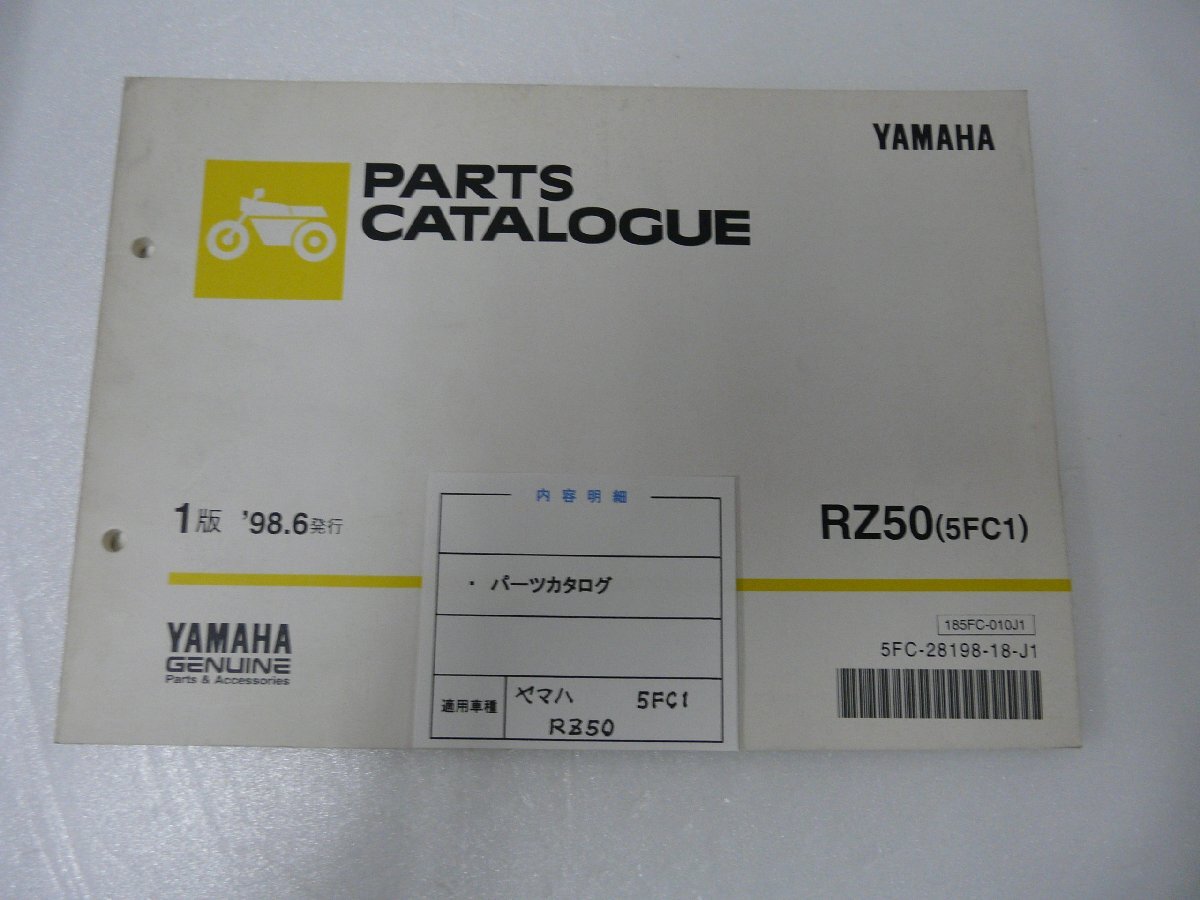 YAMAHA
PARTS
CATALOGUE
1版 '98.6発行
RZ50(5FC1)
内容明細
・ パーツカタログ
適用車種
ヤマハ 5FC1
RZ50
YAMAHA
GENUINE
Parts & Accessories
185FC-010J1
5FC-28198-18-J1